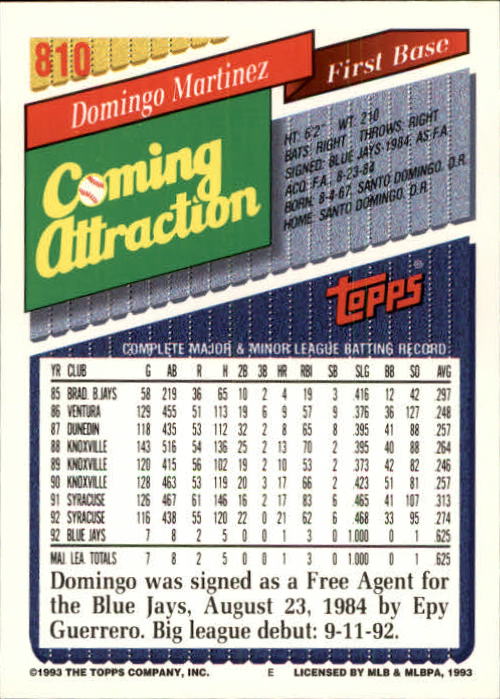 810
Domingo Martinez
First Base
Coming
Attraction
HT: 6'2" WT: 210
BATS: RIGHT THROWS: RIGHT
SIGNED: BLUE JAYS-1984, AS F.A.
ACQ: F.A., 8-23-84
BORN: 8-4-67, SANTO DOMINGO, D.R.
HOME: SANTO DOMINGO, D.R.
TOPPS®
COMPLETE MAJOR & MINOR LEAGUE BATTING RECORD
YR CLUB G AB R H 2B 3B HR RBI SB SLG BB SO AVG
85 BRAD. B.JAYS 58 219 36 65 10 2 4 19 3 .416 12 42 .297
86 VENTURA 129 455 51 113 19 6 9 57 9 .376 36 127 .248
87 DUNEDIN 118 435 53 112 32 2 8 65 8 .395 41 88 .257
88 KNOXVILLE 143 516 54 136 25 2 13 70 2 .395 40 88 .264
89 KNOXVILLE 120 415 56 102 19 2 10 53 2 .373 42 82 .246
90 KNOXVILLE 128 463 53 119 20 3 17 66 2 .423 51 81 .257
91 SYRACUSE 126 467 61 146 16 2 17 83 6 .465 41 107 .313
92 SYRACUSE 116 438 55 120 22 0 21 62 6 .468 33 95 .274
92 BLUE JAYS 7 8 2 5 0 0 1 3 0 1.000 0 1 .625
MAJ. LEA. TOTALS 7 8 2 5 0 0 1 3 0 1.000 0 1 .625
Domingo was signed as a Free Agent for
the Blue Jays, August 23, 1984 by Epy
Guerrero. Big league debut: 9-11-92.
©1993 THE TOPPS COMPANY, INC. E LICENSED BY MLB & MLBPA, 1993